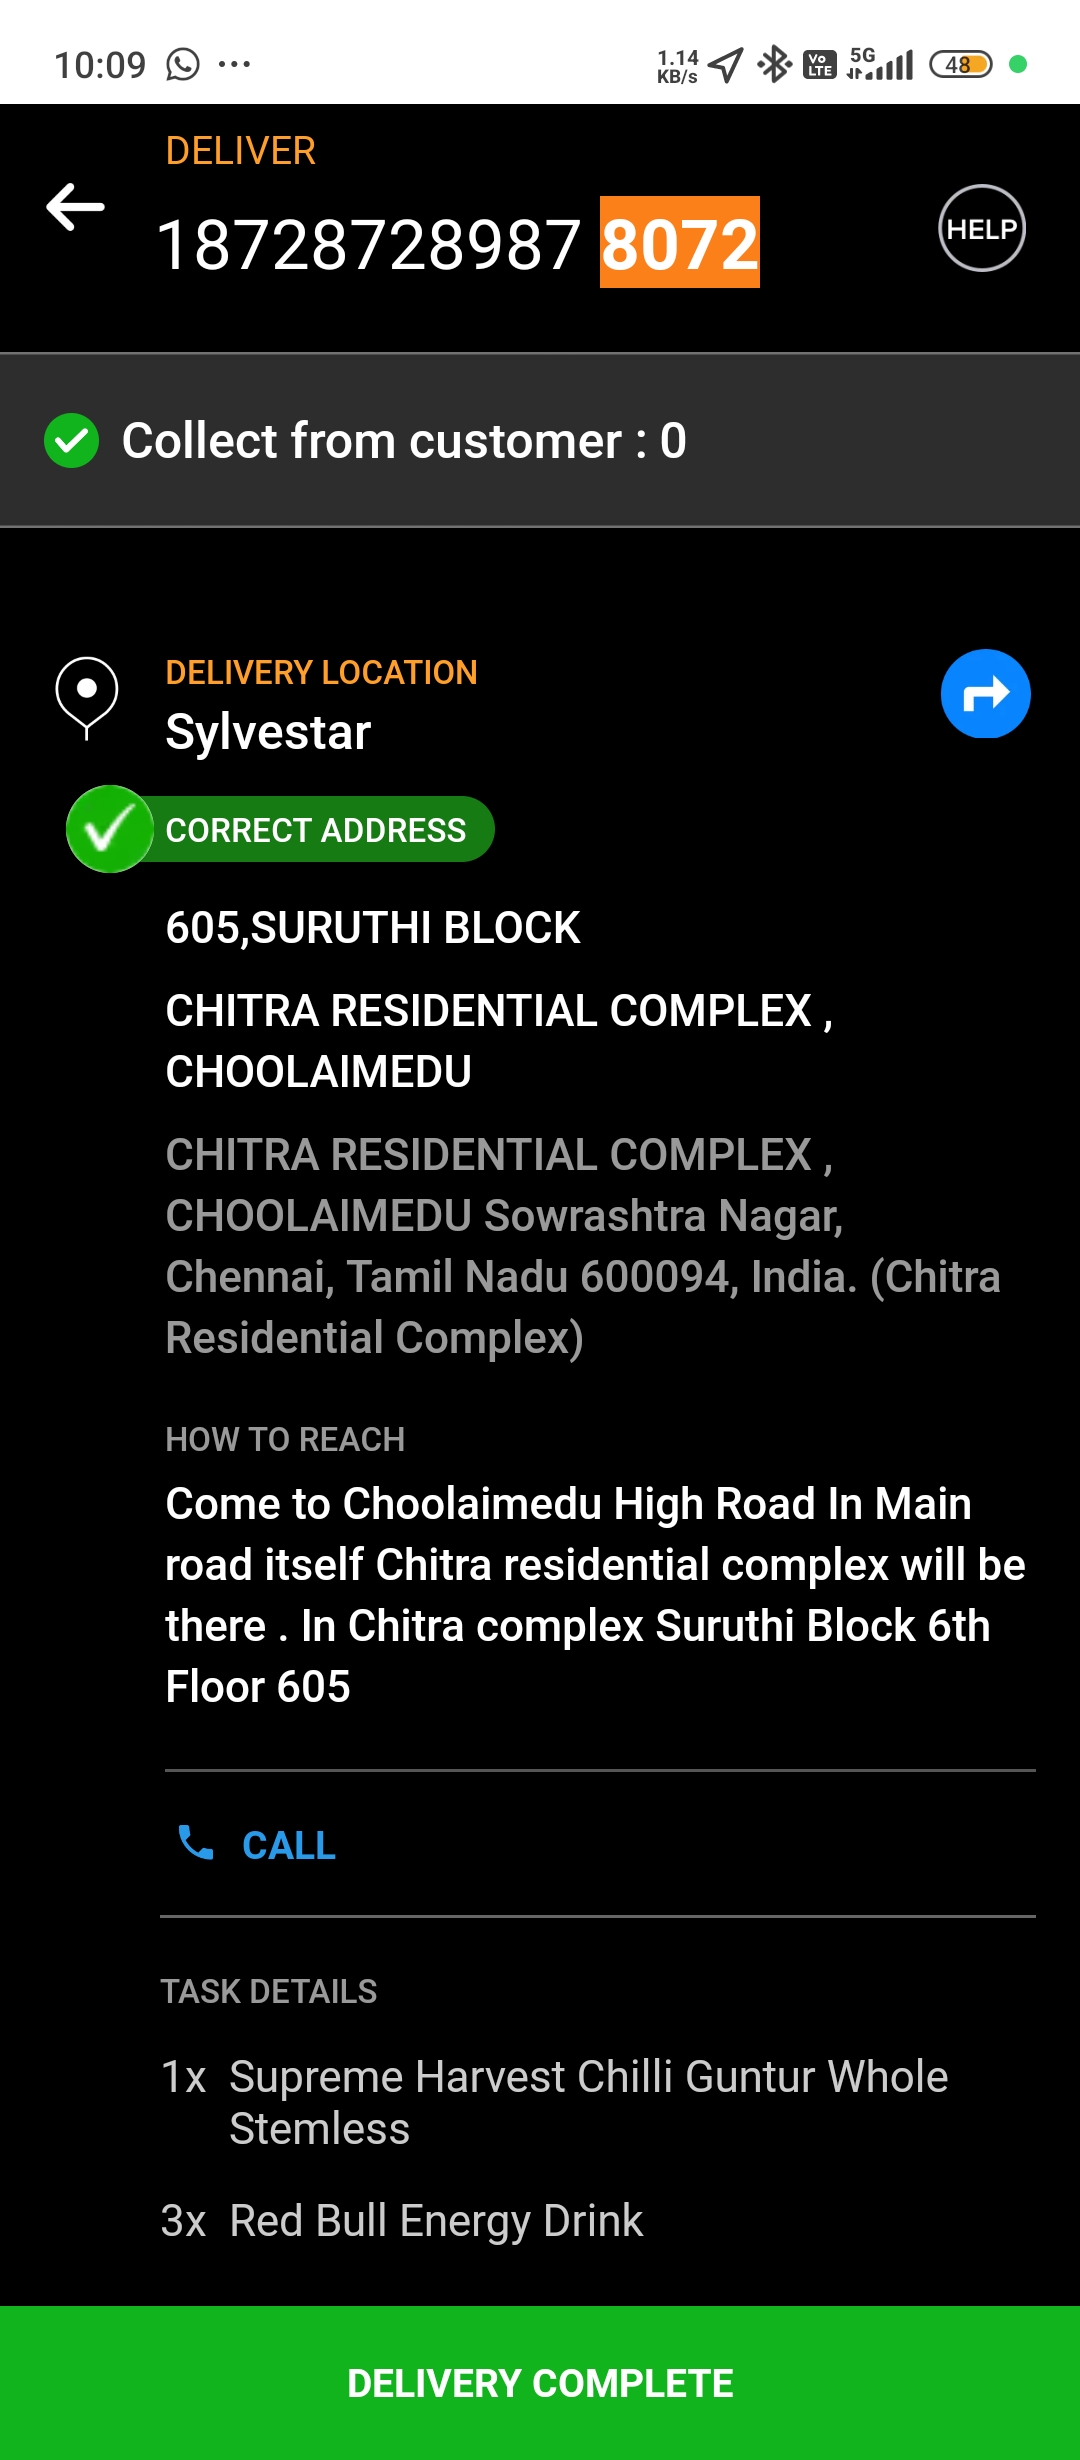 10:09
1.14
KB/s
Vo
LTE
5G
48
DELIVER
18728728987 8072
HELP
Collect from customer : 0
DELIVERY LOCATION
Sylvestar
CORRECT ADDRESS
605,SURUTHI BLOCK
CHITRA RESIDENTIAL COMPLEX ,
CHOOLAIMEDU
CHITRA RESIDENTIAL COMPLEX ,
CHOOLAIMEDU Sowrashtra Nagar,
Chennai, Tamil Nadu 600094, India. (Chitra
Residential Complex)
HOW TO REACH
Come to Choolaimedu High Road In Main
road itself Chitra residential complex will be
there . In Chitra complex Suruthi Block 6th
Floor 605
CALL
TASK DETAILS
1x Supreme Harvest Chilli Guntur Whole
Stemless
3x Red Bull Energy Drink
DELIVERY COMPLETE